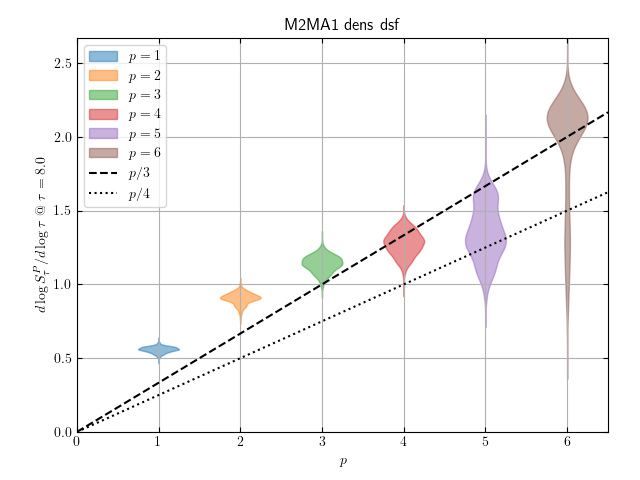 M2MA1 dens dsf
d log S_τ^P / d log τ @ τ = 8.0
2.5
2.0
1.5
1.0
0.5
0.0
p = 1
p = 2
p = 3
p = 4
p = 5
p = 6
p/3
p/4
0 1 2 3 4 5 6
p